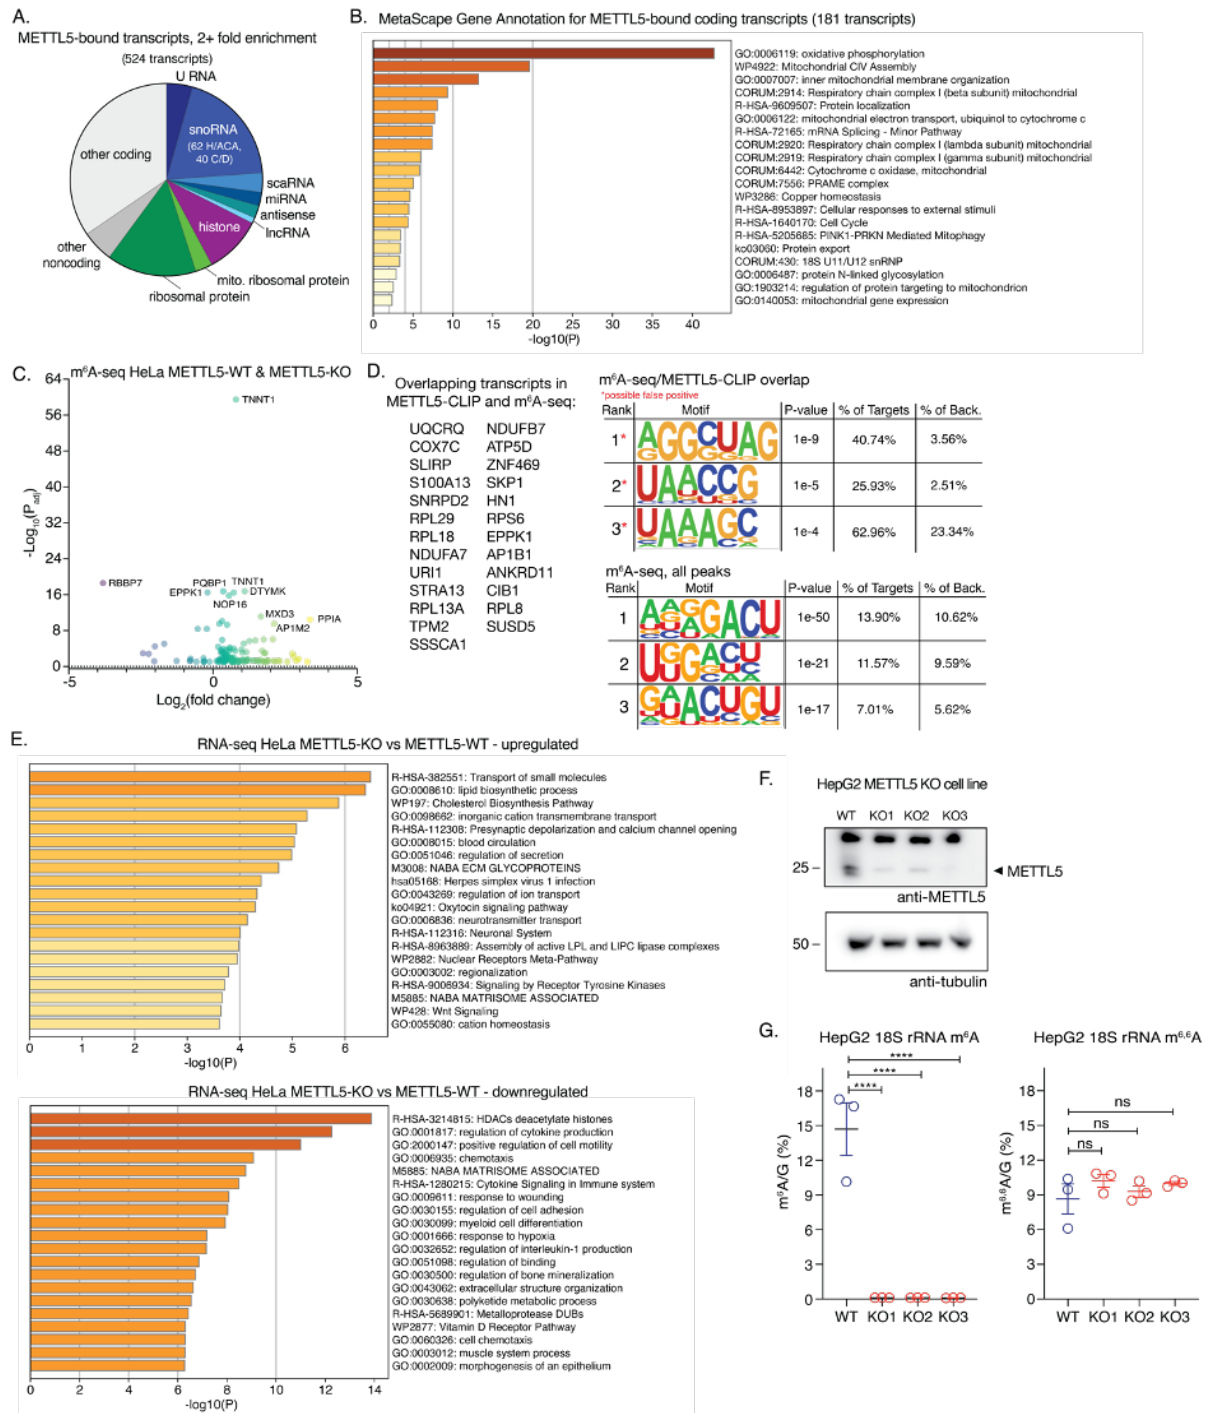 A.
METTL5-bound transcripts, 2+ fold enrichment
(524 transcripts)
U RNA
snoRNA
(62 H/ACA,
40 C/D)
other coding
scaRNA
miRNA
antisense
lncRNA
histone
other
noncoding
mito. ribosomal protein
ribosomal protein
B. MetaScape Gene Annotation for METTL5-bound coding transcripts (181 transcripts)
GO:0006119: oxidative phosphorylation
WP4922: Mitochondrial CIV Assembly
GO:0007007: inner mitochondrial membrane organization
CORUM:2914: Respiratory chain complex I (beta subunit) mitochondrial
R-HSA-9609507: Protein localization
GO:0006122: mitochondrial electron transport, ubiquinol to cytochrome c
R-HSA-72165: mRNA Splicing - Minor Pathway
CORUM:2920: Respiratory chain complex I (lambda subunit) mitochondrial
CORUM:2919: Respiratory chain complex I (gamma subunit) mitochondrial
CORUM:6442: Cytochrome c oxidase, mitochondrial
CORUM:7556: PRAME complex
WP3286: Copper homeostasis
R-HSA-8953897: Cellular responses to external stimuli
R-HSA-1640170: Cell Cycle
R-HSA-5205685: PINK1-PRKN Mediated Mitophagy
ko03060: Protein export
CORUM:430: 18S U11/U12 snRNP
GO:0006487: protein N-linked glycosylation
GO:1903214: regulation of protein targeting to mitochondrion
GO:0140053: mitochondrial gene expression
0 5 10 15 20 25 30 35 40
-log10(P)
C. m⁶A-seq HeLa METTL5-WT & METTL5-KO
64
56
48
40
32
24
16
8
0
-Log₁₀(Padj)
TNNT1
RBBP7
PQBP1
TNNT1
EPPK1
DTYMK
NOP16
MXD3
PPIA
AP1M2
-5 0 5
Log₂(fold change)
D. Overlapping transcripts in
METTL5-CLIP and m⁶A-seq:
UQCRQ NDUFB7
COX7C ATP5D
SLIRP ZNF469
S100A13 SKP1
SNRPD2 HN1
RPL29 RPS6
RPL18 EPPK1
NDUFA7 AP1B1
URI1 ANKRD11
STRA13 CIB1
RPL13A RPL8
TPM2 SUSD5
SSSCA1
m⁶A-seq/METTL5-CLIP overlap
*possible false positive
Rank Motif P-value % of Targets % of Back.
1* AGGCUAG 1e-9 40.74% 3.56%
2* UAACCG 1e-5 25.93% 2.51%
3* UAAAGC 1e-4 62.96% 23.34%
m⁶A-seq, all peaks
Rank Motif P-value % of Targets % of Back.
1 AAGGACU 1e-50 13.90% 10.62%
2 UGGACU 1e-21 11.57% 9.59%
3 GAACUGU 1e-17 7.01% 5.62%
E.
RNA-seq HeLa METTL5-KO vs METTL5-WT - upregulated
R-HSA-382551: Transport of small molecules
GO:0008610: lipid biosynthetic process
WP197: Cholesterol Biosynthesis Pathway
GO:0098662: inorganic cation transmembrane transport
R-HSA-112308: Presynaptic depolarization and calcium channel opening
GO:0008015: blood circulation
GO:0051046: regulation of secretion
M3008: NABA ECM GLYCOPROTEINS
hsa05168: Herpes simplex virus 1 infection
GO:0043269: regulation of ion transport
ko04921: Oxytocin signaling pathway
GO:0006836: neurotransmitter transport
R-HSA-112316: Neuronal System
R-HSA-8963889: Assembly of active LPL and LIPC lipase complexes
WP2882: Nuclear Receptors Meta-Pathway
GO:0003002: regionalization
R-HSA-9006934: Signaling by Receptor Tyrosine Kinases
M5885: NABA MATRISOME ASSOCIATED
WP428: Wnt Signaling
GO:0055080: cation homeostasis
0 1 2 3 4 5 6
-log10(P)
RNA-seq HeLa METTL5-KO vs METTL5-WT - downregulated
R-HSA-3214815: HDACs deacetylate histones
GO:0001817: regulation of cytokine production
GO:2000147: positive regulation of cell motility
GO:0006935: chemotaxis
M5885: NABA MATRISOME ASSOCIATED
R-HSA-1280215: Cytokine Signaling in Immune system
GO:0009611: response to wounding
GO:0030155: regulation of cell adhesion
GO:0030099: myeloid cell differentiation
GO:0001666: response to hypoxia
GO:0032652: regulation of interleukin-1 production
GO:0051098: regulation of binding
GO:0030500: regulation of bone mineralization
GO:0043062: extracellular structure organization
GO:0030638: polyketide metabolic process
R-HSA-5689901: Metalloprotease DUBs
WP2877: Vitamin D Receptor Pathway
GO:0060326: cell chemotaxis
GO:0003012: muscle system process
GO:0002009: morphogenesis of an epithelium
0 2 4 6 8 10 12 14
-log10(P)
F.
HepG2 METTL5 KO cell line
WT KO1 KO2 KO3
25
◄ METTL5
anti-METTL5
50
anti-tubulin
G.
HepG2 18S rRNA m⁶A
**** 
****
****
18
15
12
9
6
3
0
m⁶A/G (%)
WT KO1 KO2 KO3
HepG2 18S rRNA m⁶,⁶A
ns
ns
ns
18
15
12
9
6
3
0
m⁶,⁶A/G (%)
WT KO1 KO2 KO3